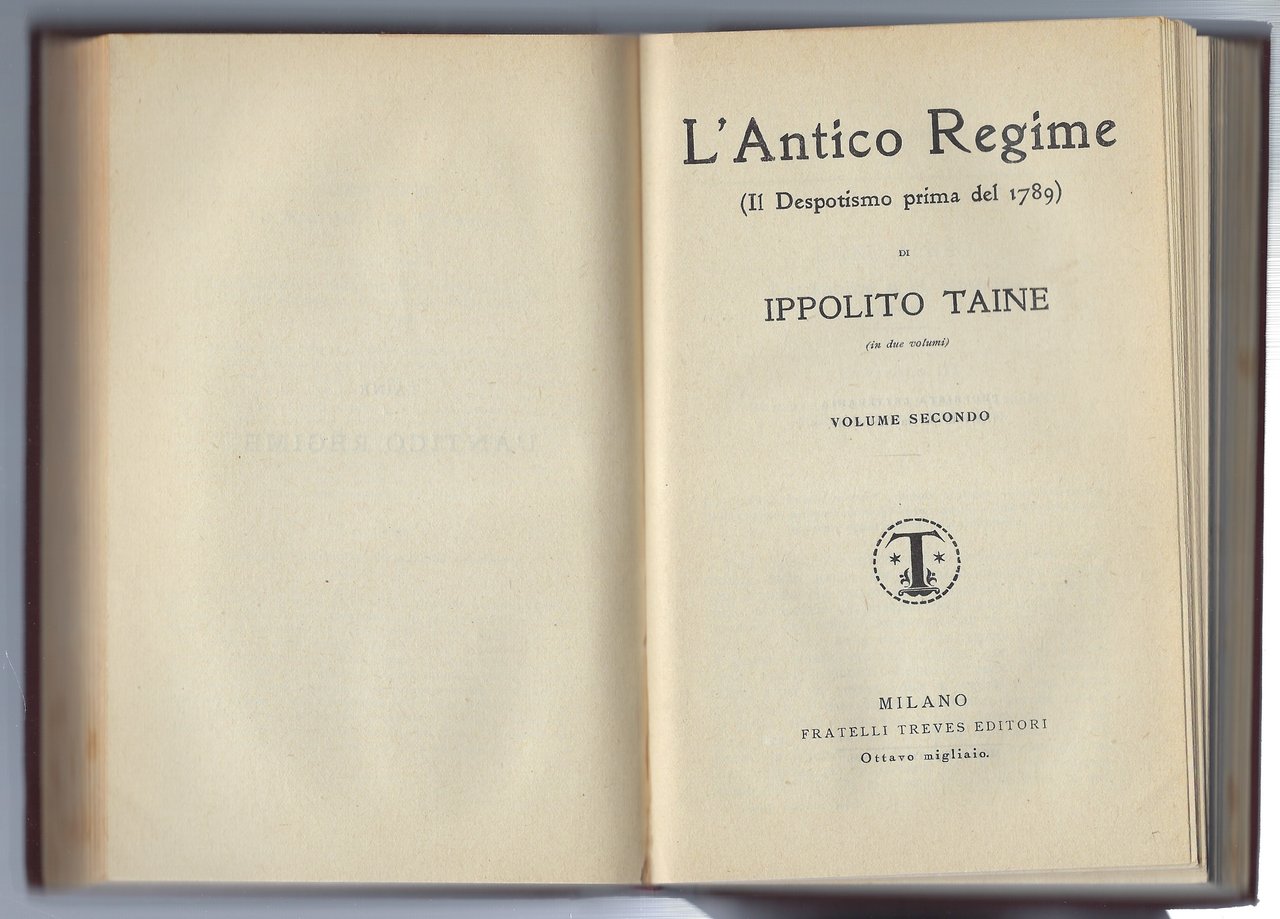 L'Antico Regime
(Il Despotismo prima del 1789)
DI
IPPOLITO TAINE
(in due volumi)
VOLUME SECONDO
T
MILANO
FRATELLI TREVES EDITORI
Ottavo migliaio.